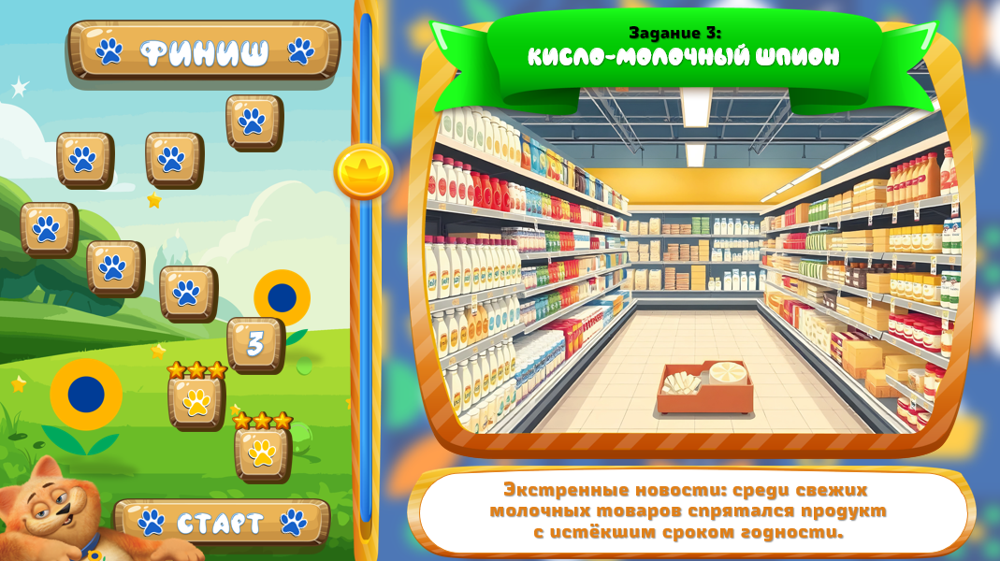 ФИНИШ
3
СТАРТ
Задание 3:
КИСЛО-МОЛОЧНЫЙ ШПИОН
Экстренные новости: среди свежих
молочных товаров спрятался продукт
с истёкшим сроком годности.